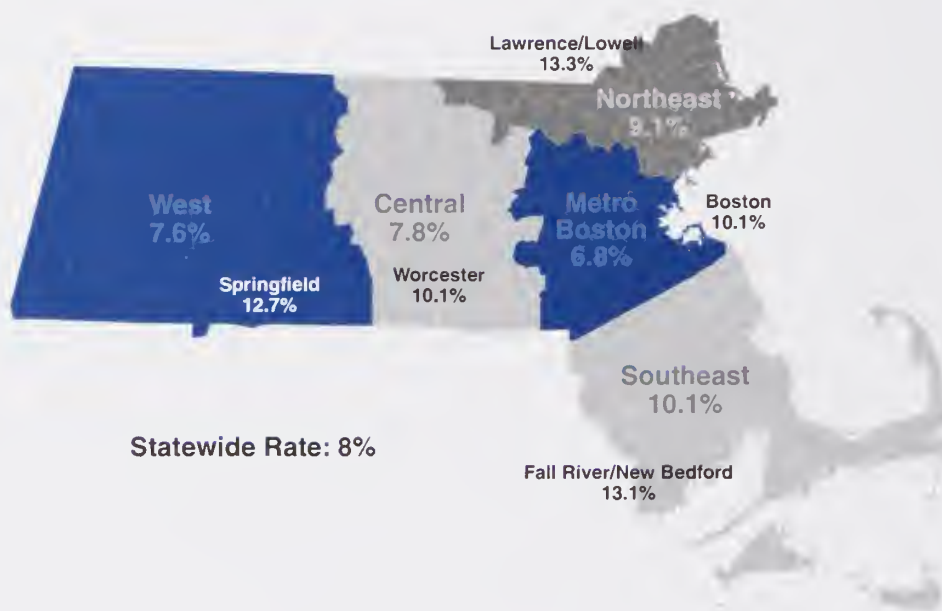 Lawrence/Lowell
13.3%
Northeast
9.1%
West
7.6%
Central
7.8%
Metro
Boston
6.8%
Boston
10.1%
Springfield
12.7%
Worcester
10.1%
Southeast
10.1%
Statewide Rate: 8%
Fall River/New Bedford
13.1%